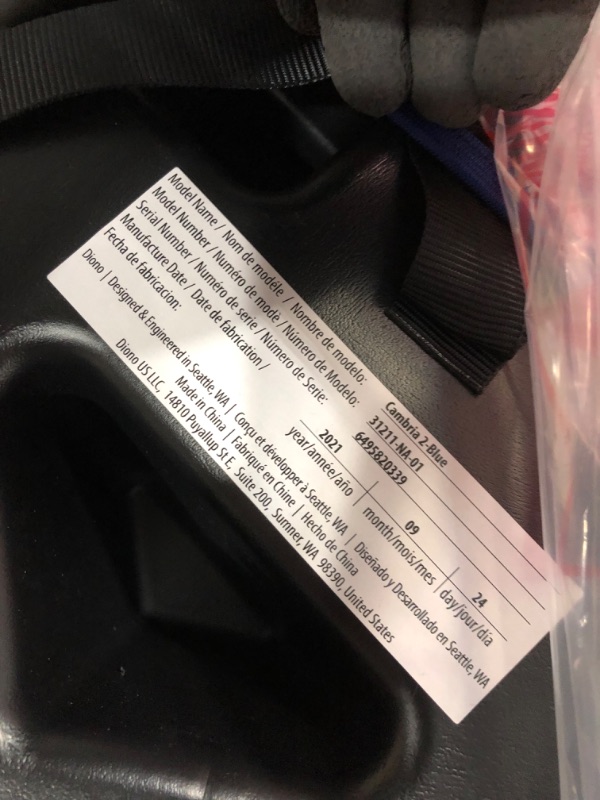 Model Name / Nom de modèle / Nombre de modelo: Cambria 2-Blue
Model Number / Numéro de mode / Número de Modelo: 31211-NA-01
Serial Number / Numéro de serie / Número de Serie: 6495820339
Manufacture Date / Date de fabrication / 2021 09 24
Fecha de fabricacion: year/année/año month/mois/mes day/jour/dia
Diono | Designed & Engineered in Seattle, WA | Conçu et développer à Seattle, WA | Diseñado y Desarrollado en Seattle, WA
Made in China | Fabriqué en Chine | Hecho de China
Diono US LLC, 14810 Puyallup St E, Suite 200, Sumner, WA 98390, United States